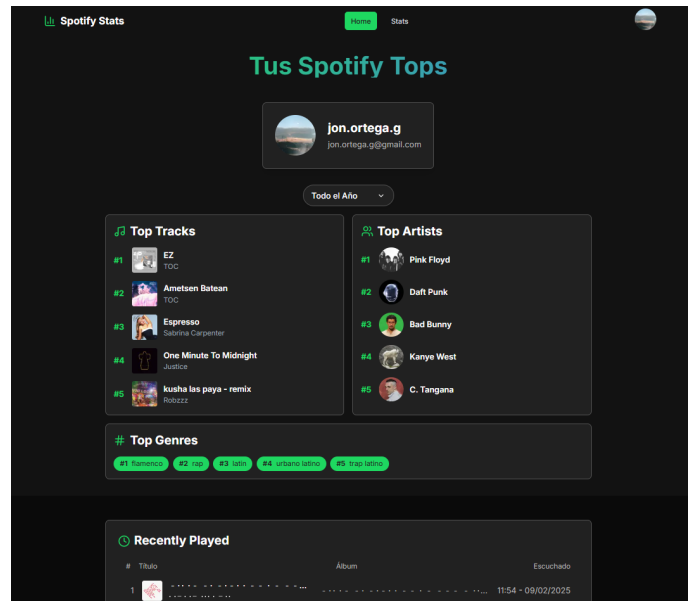 Spotify Stats
Home
Stats
Tus Spotify Tops
jon.ortega.g
jon.ortega.g@gmail.com
Todo el Año
Top Tracks
#1 EZ
TOC
#2 Ametsen Batean
TOC
#3 Espresso
Sabrina Carpenter
#4 One Minute To Midnight
Justice
#5 kusha las paya - remix
Robzzz
Top Artists
#1 Pink Floyd
#2 Daft Punk
#3 Bad Bunny
#4 Kanye West
#5 C. Tangana
Top Genres
#1 flamenco #2 rap #3 latin #4 urbano latino #5 trap latino
Recently Played
# Título Álbum Escuchado
1 11:54 - 09/02/2025